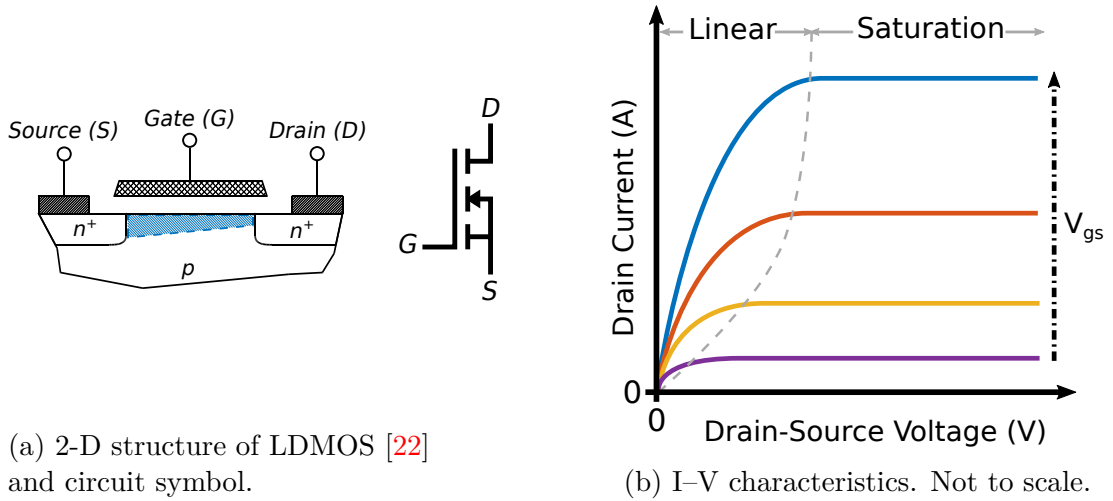 Source (S)
Gate (G)
Drain (D)
n+
n+
p
D
G
S
(a) 2-D structure of LDMOS [22]
and circuit symbol.
Linear
Saturation
Drain Current (A)
Vgs
0
0
Drain-Source Voltage (V)
(b) I–V characteristics. Not to scale.